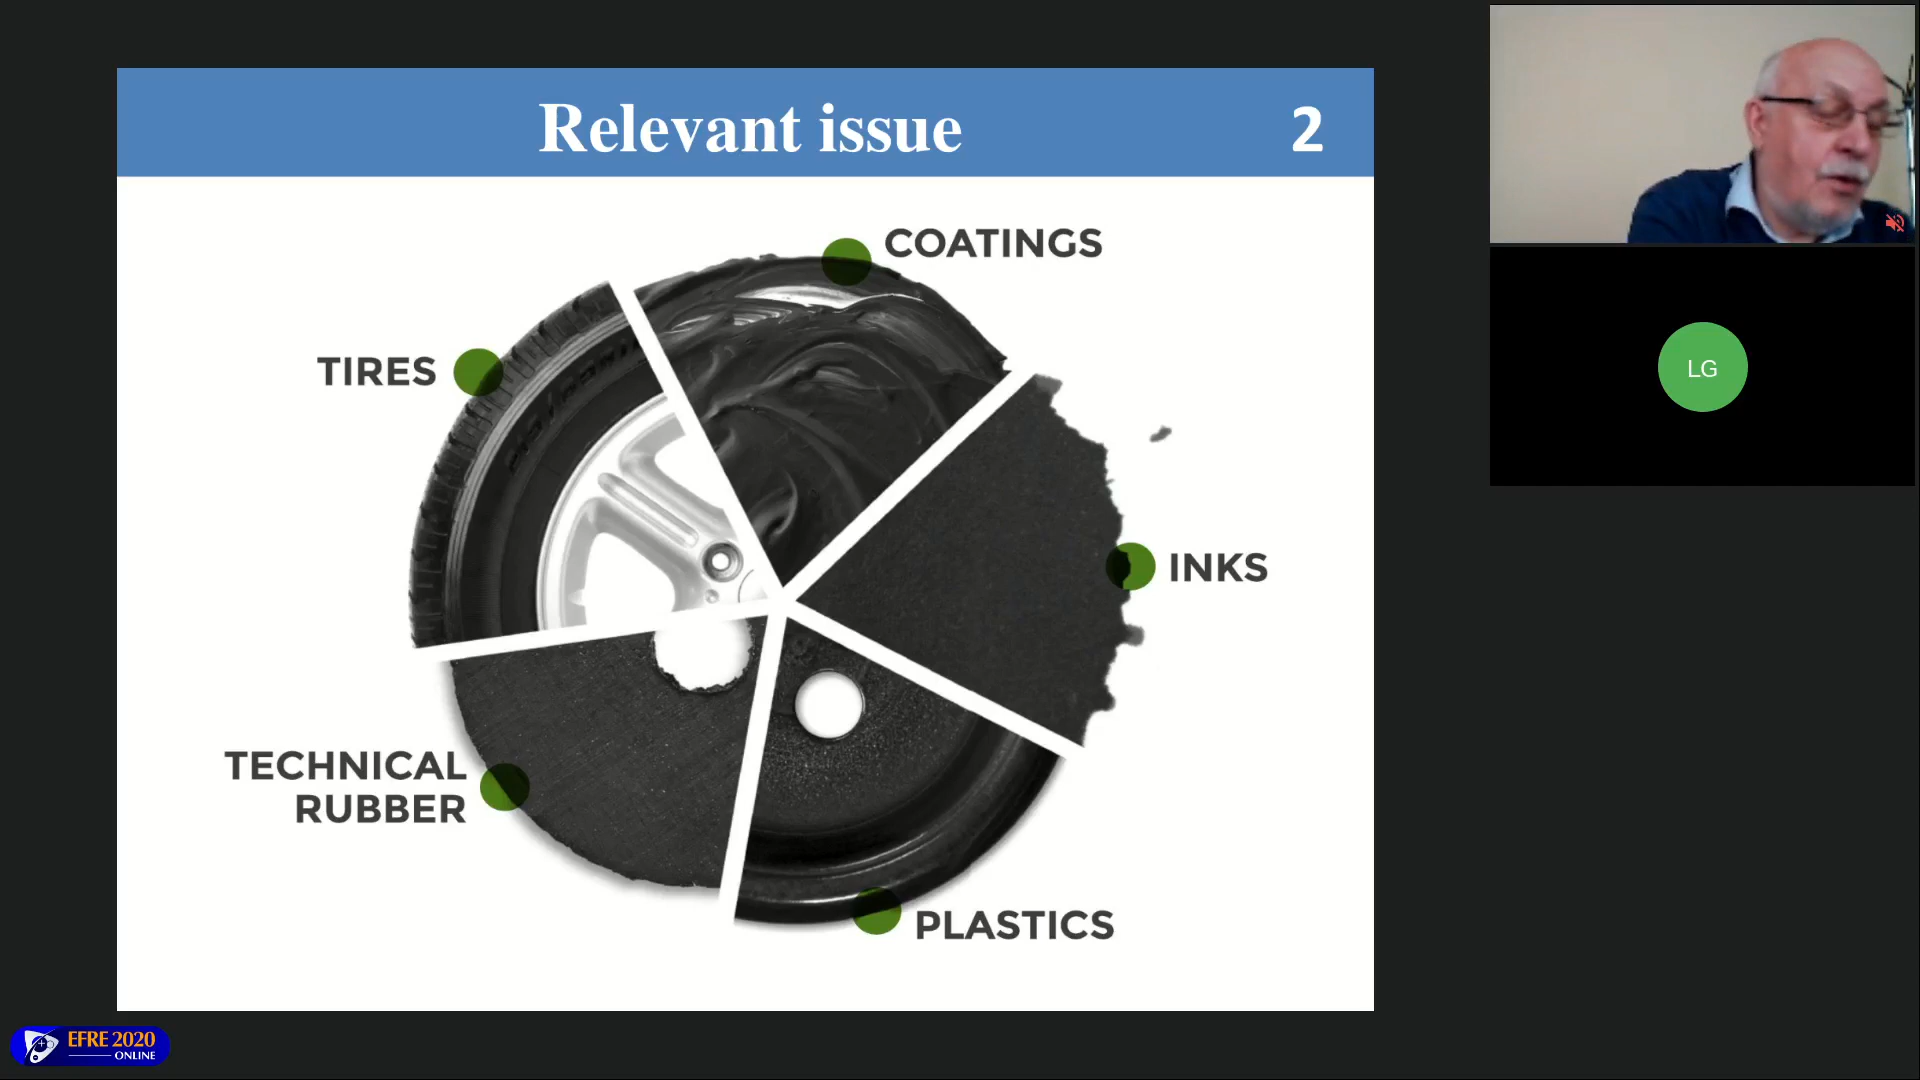 Relevant issue
2
COATINGS
TIRES
INKS
TECHNICAL
RUBBER
PLASTICS
LG
EFRE 2020
ONLINE